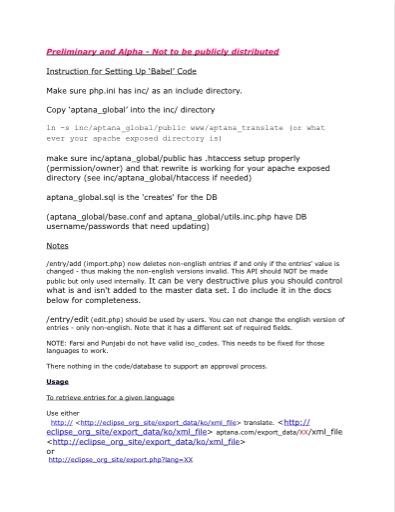 Preliminary and Alpha – Not to be publicly distributed
Instruction for Setting Up 'Babel' Code
Make sure php.ini has inc/ as an include directory.
Copy 'aptana_global' into the inc/ directory
ln -s inc/aptana_global/public www/aptana_translate (or what
ever your apache exposed directory is)
make sure inc/aptana_global/public has .htaccess setup properly
(permission/owner) and that rewrite is working for your apache exposed
directory (see inc/aptana_global/htaccess if needed)
aptana_global.sql is the 'creates' for the DB
(aptana_global/base.conf and aptana_global/utils.inc.php have DB
username/passwords that need updating)
Notes
/entry/add (import.php) now deletes non-english entries if and only if the entries' value is
changed - thus making the non-english versions invalid. This API should NOT be made
public but only used internally. It can be very destructive plus you should control
what is and isn't added to the master data set. I do include it in the docs
below for completeness.
/entry/edit (edit.php) should be used by users. You can not change the english version of
entries – only non-english. Note that it has a different set of required fields.
NOTE: Farsi and Punjabi do not have valid iso_codes. This needs to be fixed for those
languages to work.
There nothing in the code/database to support an approval process.
Usage
To retrieve entries for a given language
Use either
http:// <http://eclipse_org_site/export_data/ko/xml_file> translate. <http://
eclipse_org_site/export_data/ko/xml_file> aptana.com/export_data/xx/xml_file
<http://eclipse_org_site/export_data/ko/xml_file>
or
http://eclipse_org_site/export.php?lang=XX